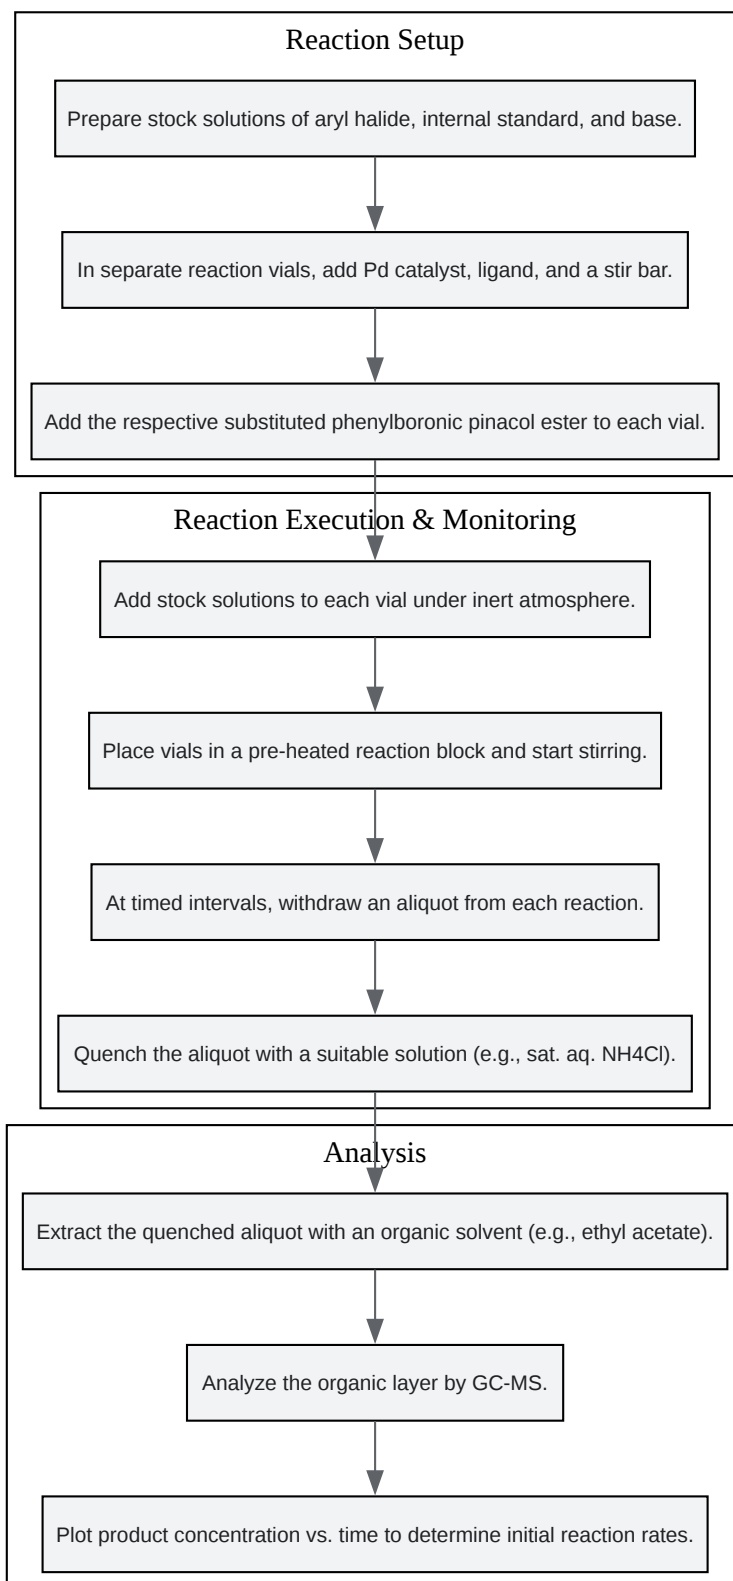 Reaction Setup
Prepare stock solutions of aryl halide, internal standard, and base.
In separate reaction vials, add Pd catalyst, ligand, and a stir bar.
Add the respective substituted phenylboronic pinacol ester to each vial.
Reaction Execution & Monitoring
Add stock solutions to each vial under inert atmosphere.
Place vials in a pre-heated reaction block and start stirring.
At timed intervals, withdraw an aliquot from each reaction.
Quench the aliquot with a suitable solution (e.g., sat. aq. NH4Cl).
Analysis
Extract the quenched aliquot with an organic solvent (e.g., ethyl acetate).
Analyze the organic layer by GC-MS.
Plot product concentration vs. time to determine initial reaction rates.